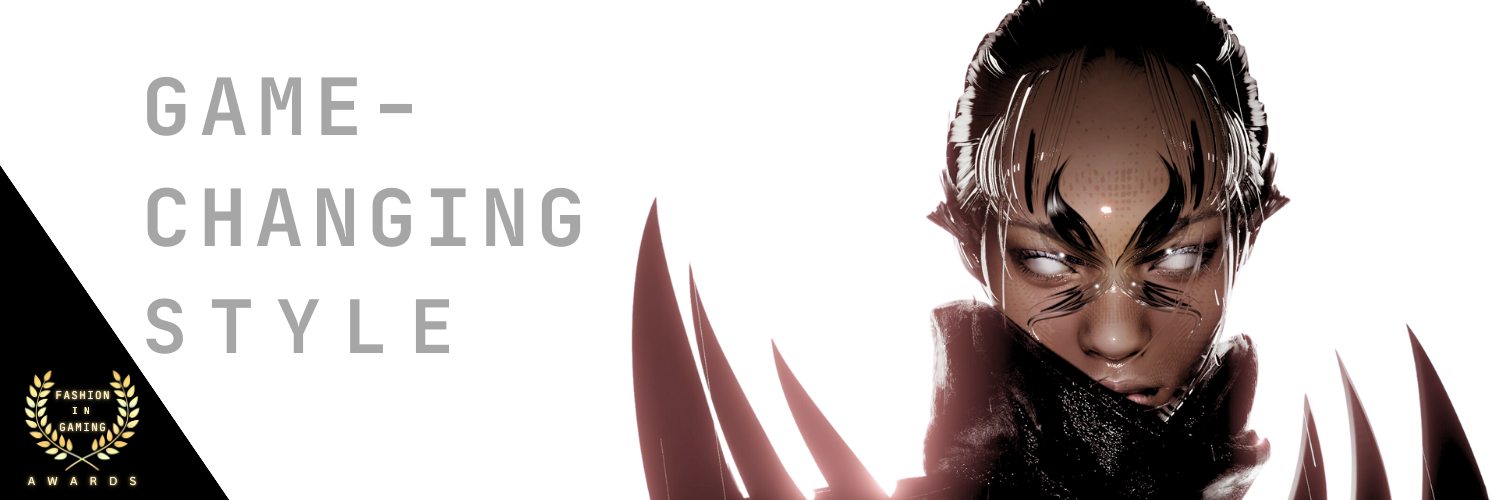 GAME-
CHANGING
STYLE
FASHION
IN
GAMING
AWARDS